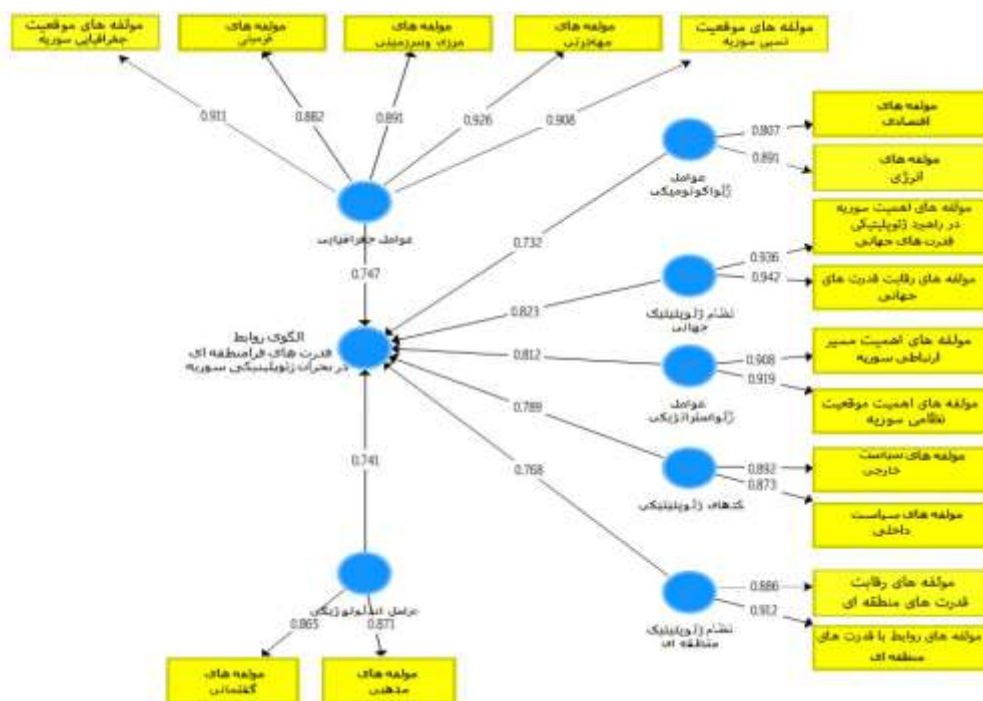 مولفه های موقعیت
جغرافیایی سوریه
مولفه های
مولفه های
مرزی وسرزمینی
مولفه های
مولفه های موقعیت
نسبی سوریه
0.911
0.882
0.891
0.926
0.908
عوامل جغرافیایی
0.747
الگوی روابط
قدرت های فرامنطقه ای
در بحران ژئوپلیتیکی سوریه
0.741
عوامل ایدئولوژیکی
0.865
0.871
مولفه های
گفتمانی
مولفه های
مذهبی
عوامل
ژئواکونومیکی
0.732
0.807
0.891
مولفه های
اقتصادی
مولفه های
انرژی
نظام ژئوپلیتیک
جهانی
0.823
0.936
0.942
مولفه های اهمیت سوریه
در راهبرد ژئوپلیتیکی
قدرت های جهانی
مولفه های رقابت قدرت های
جهانی
عوامل
ژئواستراتژیکی
0.812
0.908
0.919
مولفه های اهمیت مسیر
ارتباطی سوریه
مولفه های اهمیت موقعیت
نظامی سوریه
کدهای ژئوپلیتیکی
0.789
0.892
0.873
مولفه های سیاست
خارجی
مولفه های سیاست
داخلی
نظام ژئوپلیتیک
منطقه ای
0.768
0.886
0.912
مولفه های رقابت
قدرت های منطقه ای
مولفه های روابط با قدرت های
منطقه ای